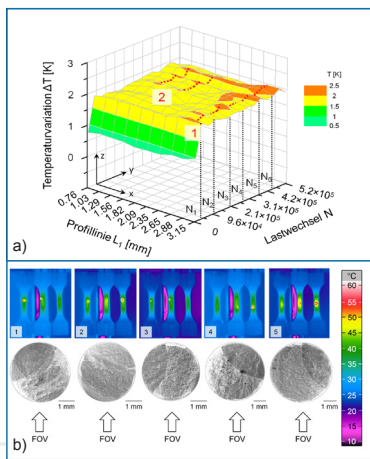 Temperaturvariation ΔT [K]
3
2
1
0
T [K]
2.5
2
1.5
1
0.5
2
1
z
y
x
N₁
N₂
N₃
N₄
N₅
N₆
0.76
1.03
1.29
1.56
1.82
2.09
2.35
2.65
2.88
3.15
Profillinie L₁ [mm]
0
9.6×10⁴
2.1×10⁵
3.1×10⁵
4.2×10⁵
5.2×10⁵
Lastwechsel N
a)
1
2
3
4
5
1 mm
1 mm
1 mm
1 mm
1 mm
FOV
FOV
FOV
FOV
FOV
b)
°C
60
55
50
45
40
35
30
25
20
15
10